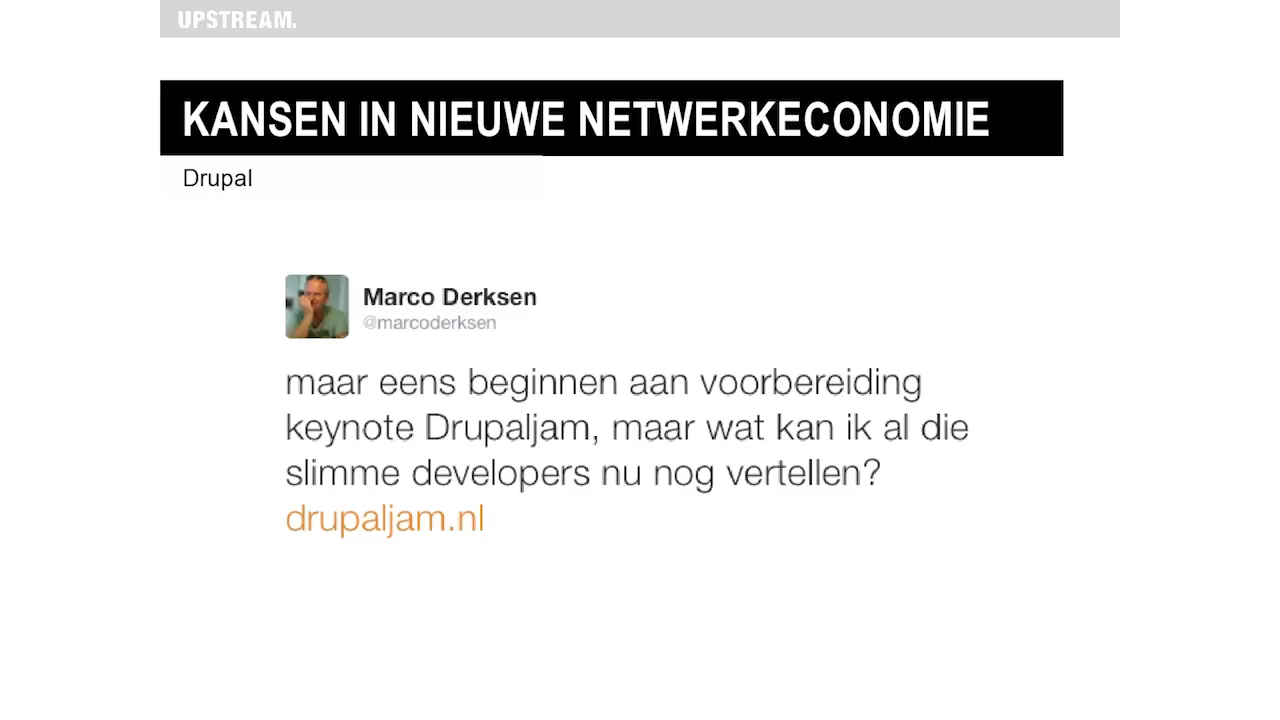 UPSTREAM.
KANSEN IN NIEUWE NETWERKECONOMIE
Drupal
Marco Derksen
@marcoderksen
maar eens beginnen aan voorbereiding
keynote Drupaljam, maar wat kan ik al die
slimme developers nu nog vertellen?
drupaljam.nl